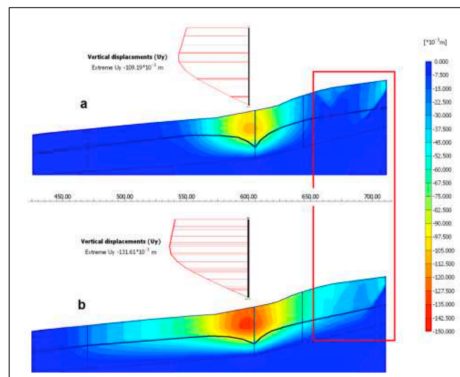 [*10⁻³ m]
Vertical displacements (Uy)
Extreme Uy -109.19*10⁻³ m
a
0.000
-7.500
-15.000
-22.500
-30.000
-37.500
-45.000
-52.500
-60.000
-67.500
-75.000
-82.500
-90.000
-97.500
-105.000
-112.500
-120.000
-127.500
-135.000
-142.500
-150.000
450.00 500.00 550.00 600.00 650.00 700.00
Vertical displacements (Uy)
Extreme Uy -131.61*10⁻³ m
b